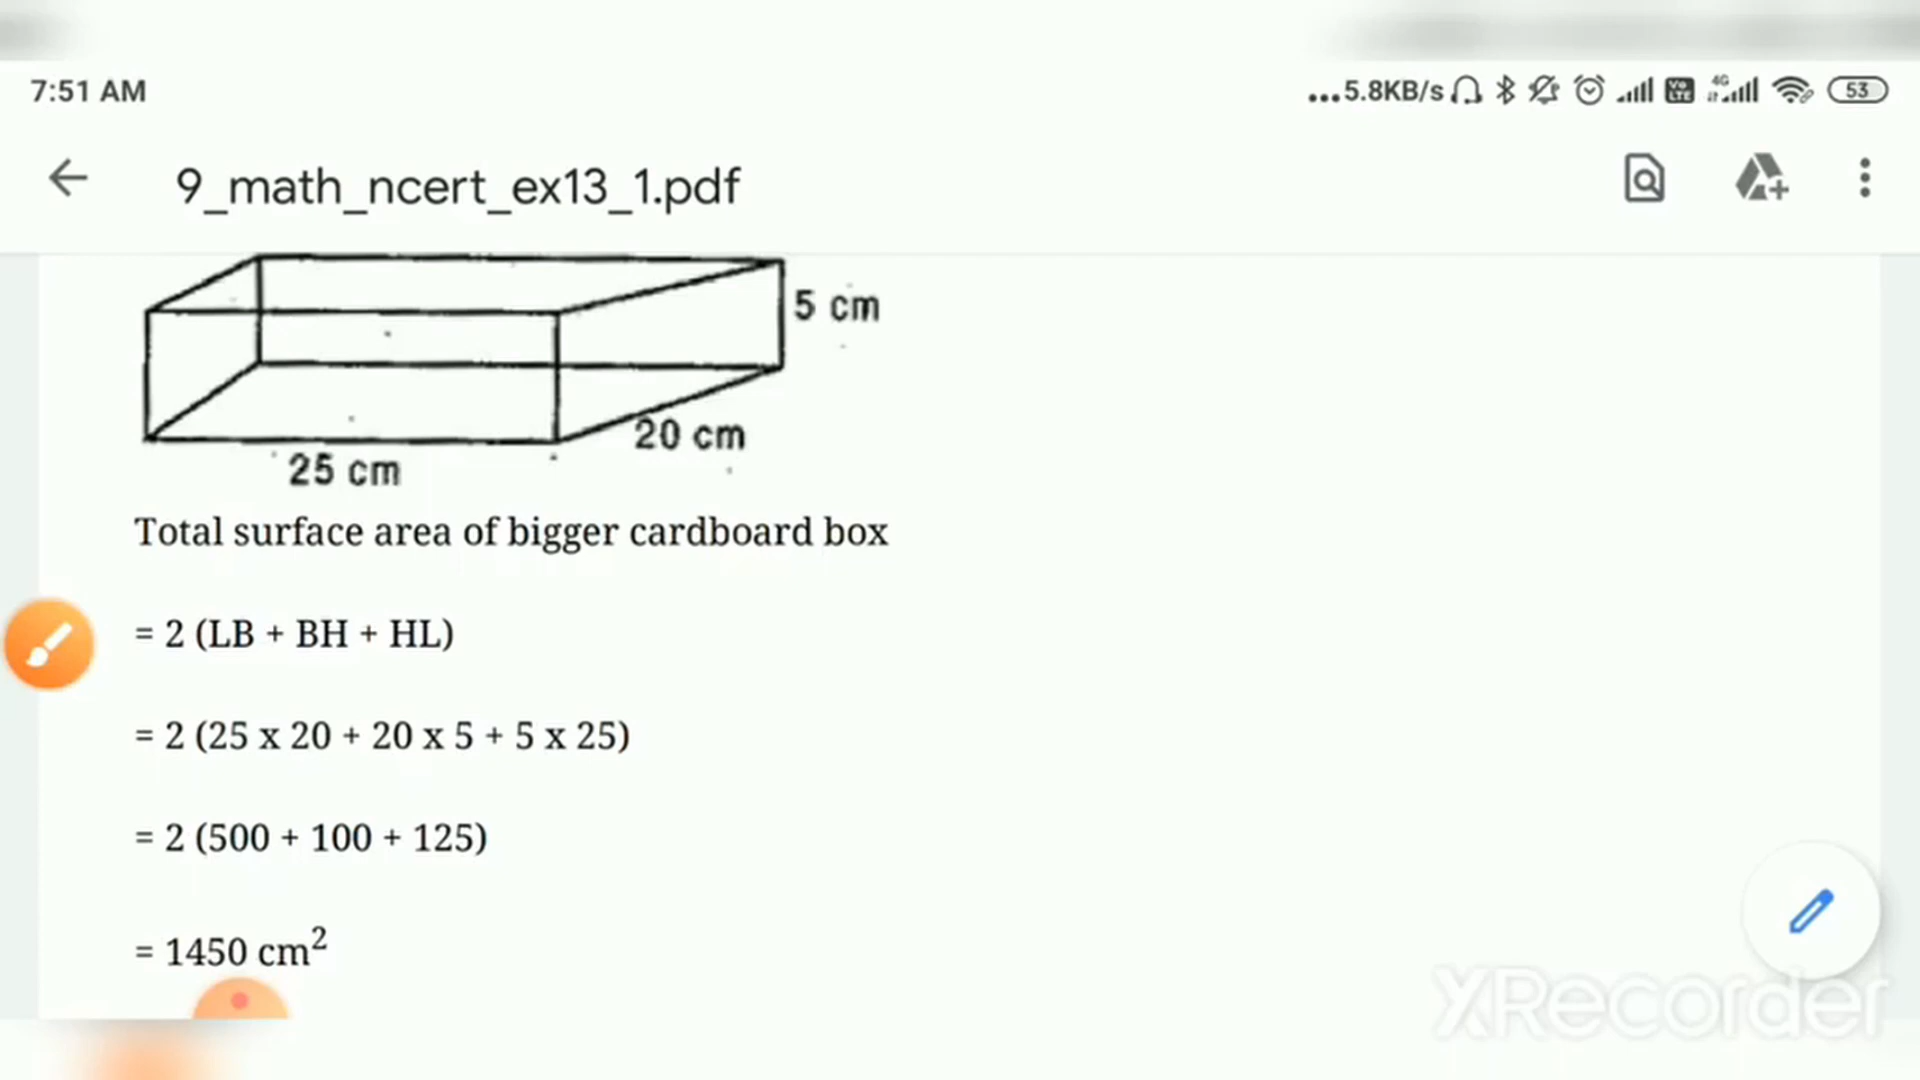 7:51 AM
...5.8KB/s 4G 53
9_math_ncert_ex13_1.pdf
5 cm
20 cm
25 cm
Total surface area of bigger cardboard box
= 2 (LB + BH + HL)
= 2 (25 x 20 + 20 x 5 + 5 x 25)
= 2 (500 + 100 + 125)
= 1450 cm²
XRecorder